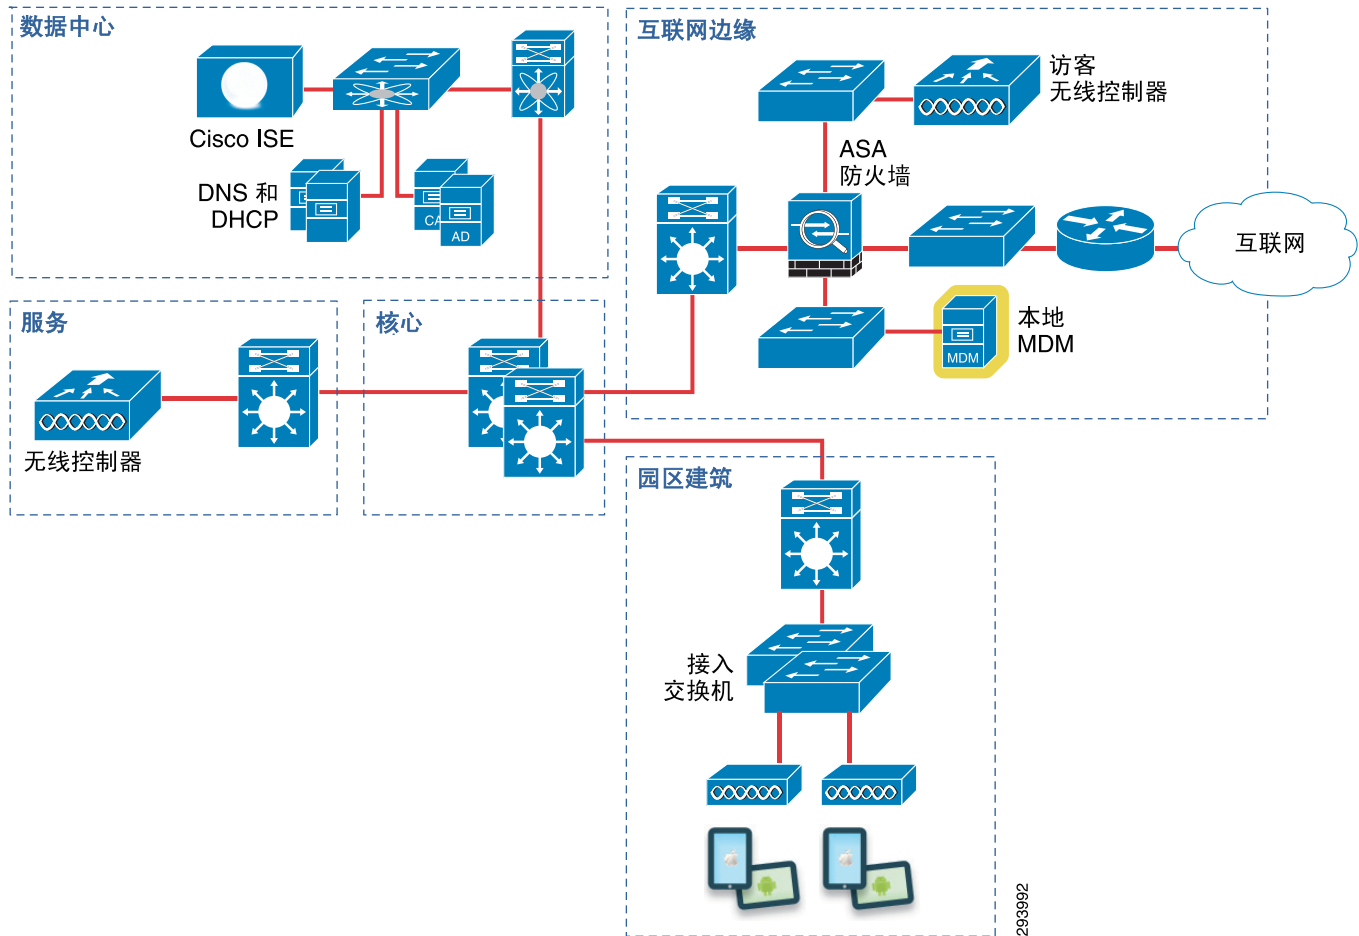 数据中心
Cisco ISE
DNS 和
DHCP
CA
AD
互联网边缘
访客
无线控制器
ASA
防火墙
互联网
本地
MDM
MDM
服务
无线控制器
核心
园区建筑
接入
交换机
293992